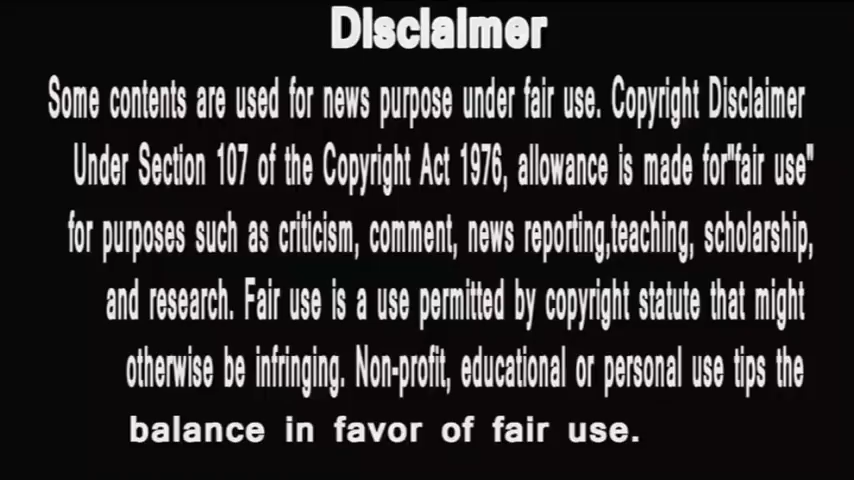 Disclaimer
Some contents are used for news purpose under fair use. Copyright Disclaimer
Under Section 107 of the Copyright Act 1976, allowance is made for"fair use"
for purposes such as criticism, comment, news reporting,teaching, scholarship,
and research. Fair use is a use permitted by copyright statute that might
otherwise be infringing. Non-profit, educational or personal use tips the
balance in favor of fair use.